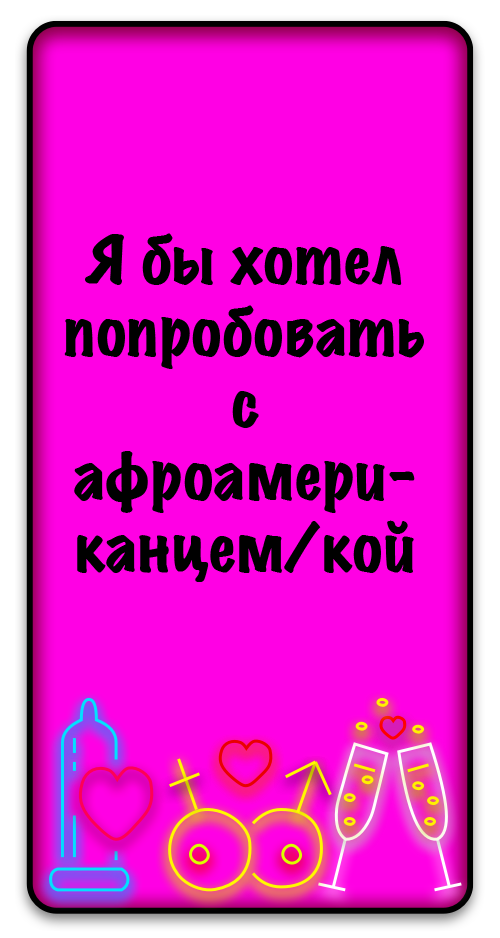 Я бы хотел
попробовать
с
афроамери-
канцем/кой